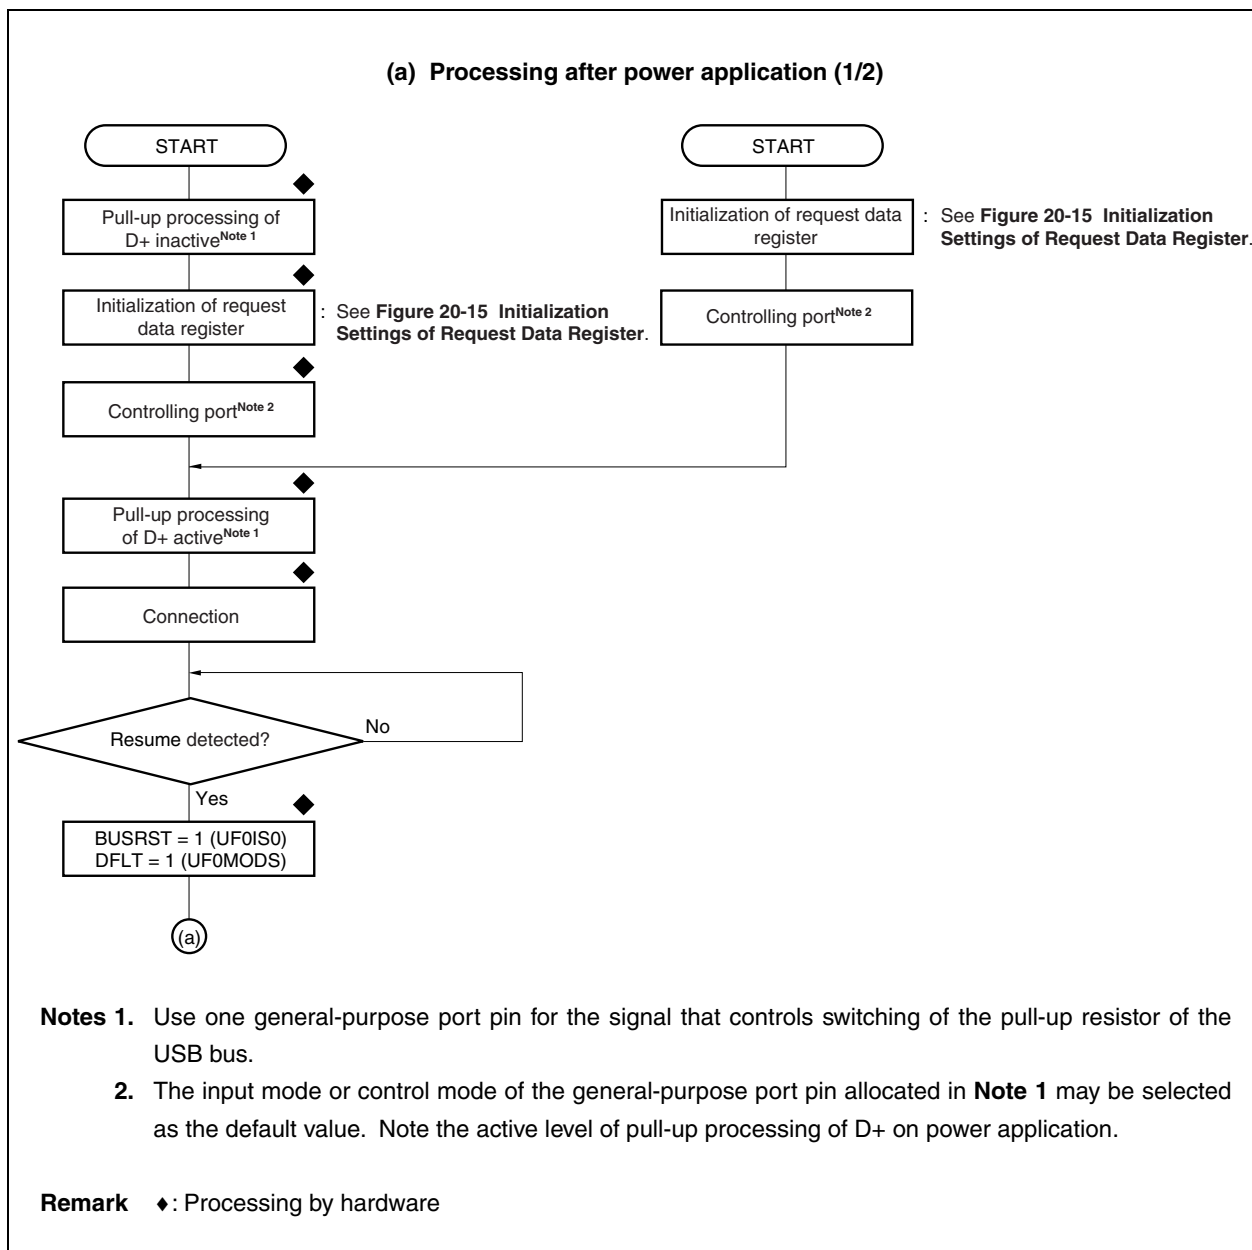 (a) Processing after power application (1/2)
START
Pull-up processing of
D+ inactiveNote 1
Initialization of request
data register
: See Figure 20-15 Initialization
Settings of Request Data Register.
Controlling portNote 2
START
Initialization of request data
register
: See Figure 20-15 Initialization
Settings of Request Data Register.
Controlling portNote 2
Pull-up processing
of D+ activeNote 1
Connection
Resume detected?
No
Yes
BUSRST = 1 (UF0IS0)
DFLT = 1 (UF0MODS)
(a)
Notes 1. Use one general-purpose port pin for the signal that controls switching of the pull-up resistor of the
USB bus.
2. The input mode or control mode of the general-purpose port pin allocated in Note 1 may be selected
as the default value. Note the active level of pull-up processing of D+ on power application.
Remark ♦: Processing by hardware